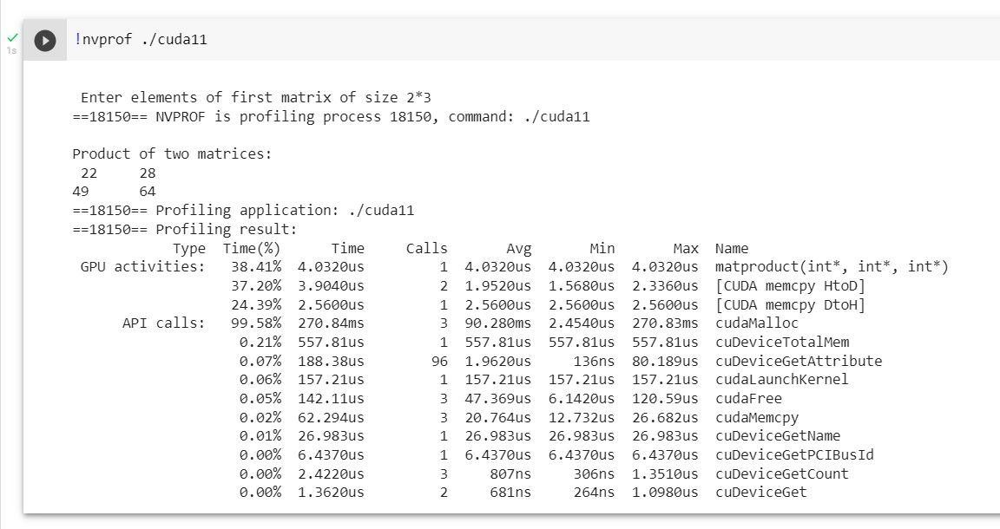 !nvprof ./cuda11
1s
Enter elements of first matrix of size 2*3
==18150== NVPROF is profiling process 18150, command: ./cuda11
Product of two matrices:
22 28
49 64
==18150== Profiling application: ./cuda11
==18150== Profiling result:
Type Time(%) Time Calls Avg Min Max Name
GPU activities: 38.41% 4.0320us 1 4.0320us 4.0320us 4.0320us matproduct(int*, int*, int*)
37.20% 3.9040us 2 1.9520us 1.5680us 2.3360us [CUDA memcpy HtoD]
24.39% 2.5600us 1 2.5600us 2.5600us 2.5600us [CUDA memcpy DtoH]
API calls: 99.58% 270.84ms 3 90.280ms 2.4540us 270.83ms cudaMalloc
0.21% 557.81us 1 557.81us 557.81us 557.81us cuDeviceTotalMem
0.07% 188.38us 96 1.9620us 136ns 80.189us cuDeviceGetAttribute
0.06% 157.21us 1 157.21us 157.21us 157.21us cudaLaunchKernel
0.05% 142.11us 3 47.369us 6.1420us 120.59us cudaFree
0.02% 62.294us 3 20.764us 12.732us 26.682us cudaMemcpy
0.01% 26.983us 1 26.983us 26.983us 26.983us cuDeviceGetName
0.00% 6.4370us 1 6.4370us 6.4370us 6.4370us cuDeviceGetPCIBusId
0.00% 2.4220us 3 807ns 306ns 1.3510us cuDeviceGetCount
0.00% 1.3620us 2 681ns 264ns 1.0980us cuDeviceGet